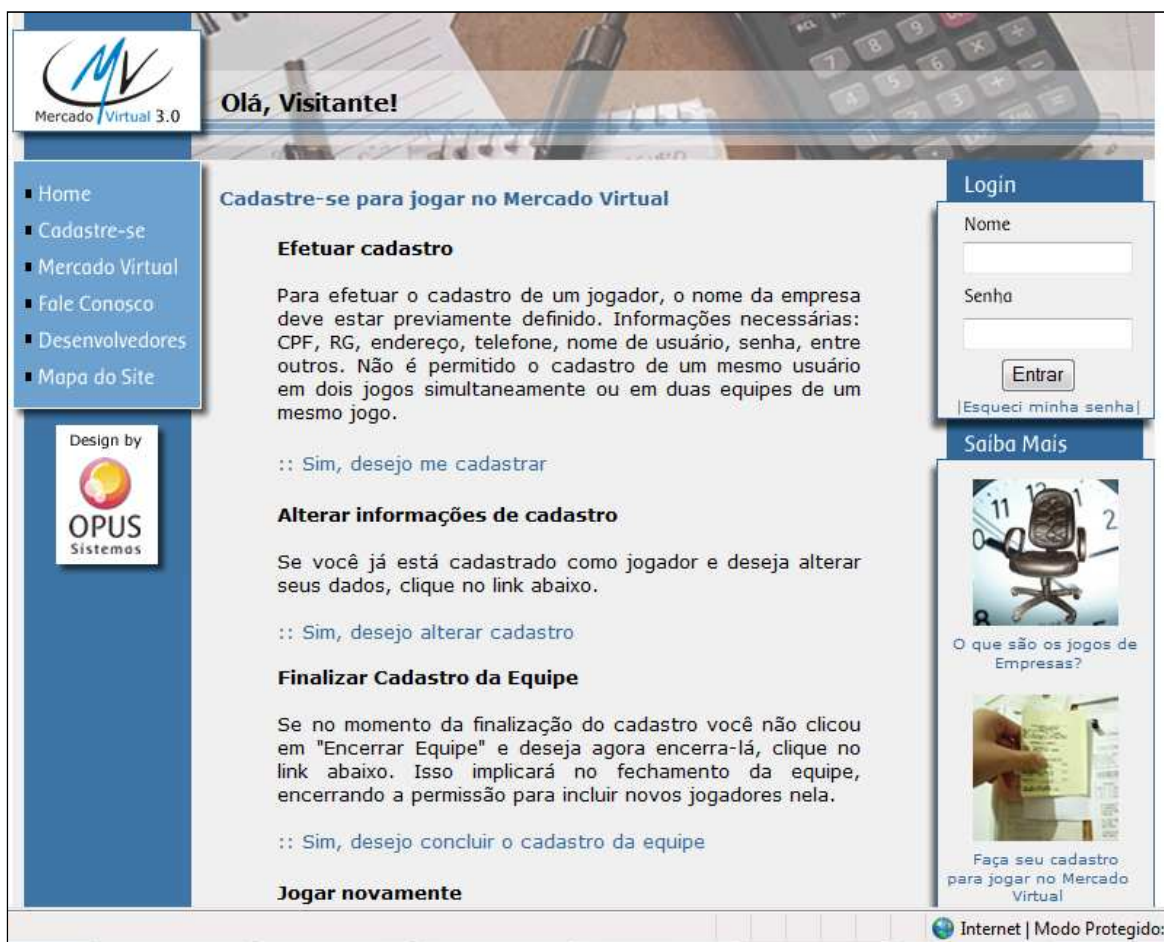 Mercado Virtual 3.0
Olá, Visitante!
Home
Cadastre-se
Mercado Virtual
Fale Conosco
Desenvolvedores
Mapa do Site
Design by
OPUS
Sistemas
Cadastre-se para jogar no Mercado Virtual
Efetuar cadastro
Para efetuar o cadastro de um jogador, o nome da empresa
deve estar previamente definido. Informações necessárias:
CPF, RG, endereço, telefone, nome de usuário, senha, entre
outros. Não é permitido o cadastro de um mesmo usuário
em dois jogos simultaneamente ou em duas equipes de um
mesmo jogo.
:: Sim, desejo me cadastrar
Alterar informações de cadastro
Se você já está cadastrado como jogador e deseja alterar
seus dados, clique no link abaixo.
:: Sim, desejo alterar cadastro
Finalizar Cadastro da Equipe
Se no momento da finalização do cadastro você não clicou
em "Encerrar Equipe" e deseja agora encerra-lá, clique no
link abaixo. Isso implicará no fechamento da equipe,
encerrando a permissão para incluir novos jogadores nela.
:: Sim, desejo concluir o cadastro da equipe
Jogar novamente
Login
Nome
Senha
Entrar
|Esqueci minha senha|
Saiba Mais
11 12 1
2
8
O que são os jogos de
Empresas?
Faça seu cadastro
para jogar no Mercado
Virtual
Internet | Modo Protegido: